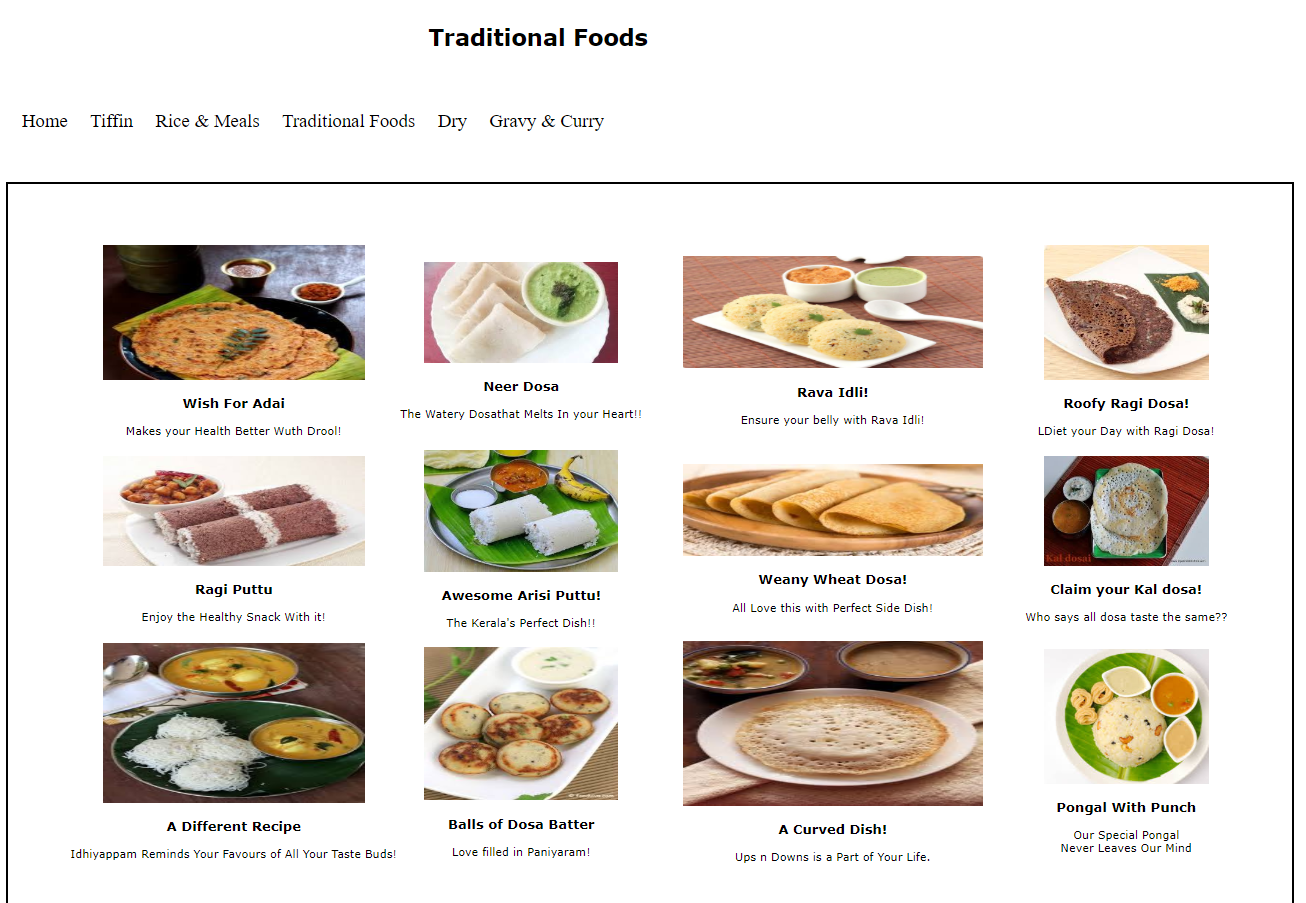 Traditional Foods
Home Tiffin Rice & Meals Traditional Foods Dry Gravy & Curry
Wish For Adai
Makes your Health Better Wuth Drool!
Neer Dosa
The Watery Dosathat Melts In your Heart!!
Rava Idli!
Ensure your belly with Rava Idli!
Roofy Ragi Dosa!
LDiet your Day with Ragi Dosa!
Kal dosai
Ragi Puttu
Enjoy the Healthy Snack With it!
Awesome Arisi Puttu!
The Kerala's Perfect Dish!!
Weany Wheat Dosa!
All Love this with Perfect Side Dish!
Claim your Kal dosa!
Who says all dosa taste the same??
A Different Recipe
Idhiyappam Reminds Your Favours of All Your Taste Buds!
Balls of Dosa Batter
Love filled in Paniyaram!
A Curved Dish!
Ups n Downs is a Part of Your Life.
Pongal With Punch
Our Special Pongal
Never Leaves Our Mind